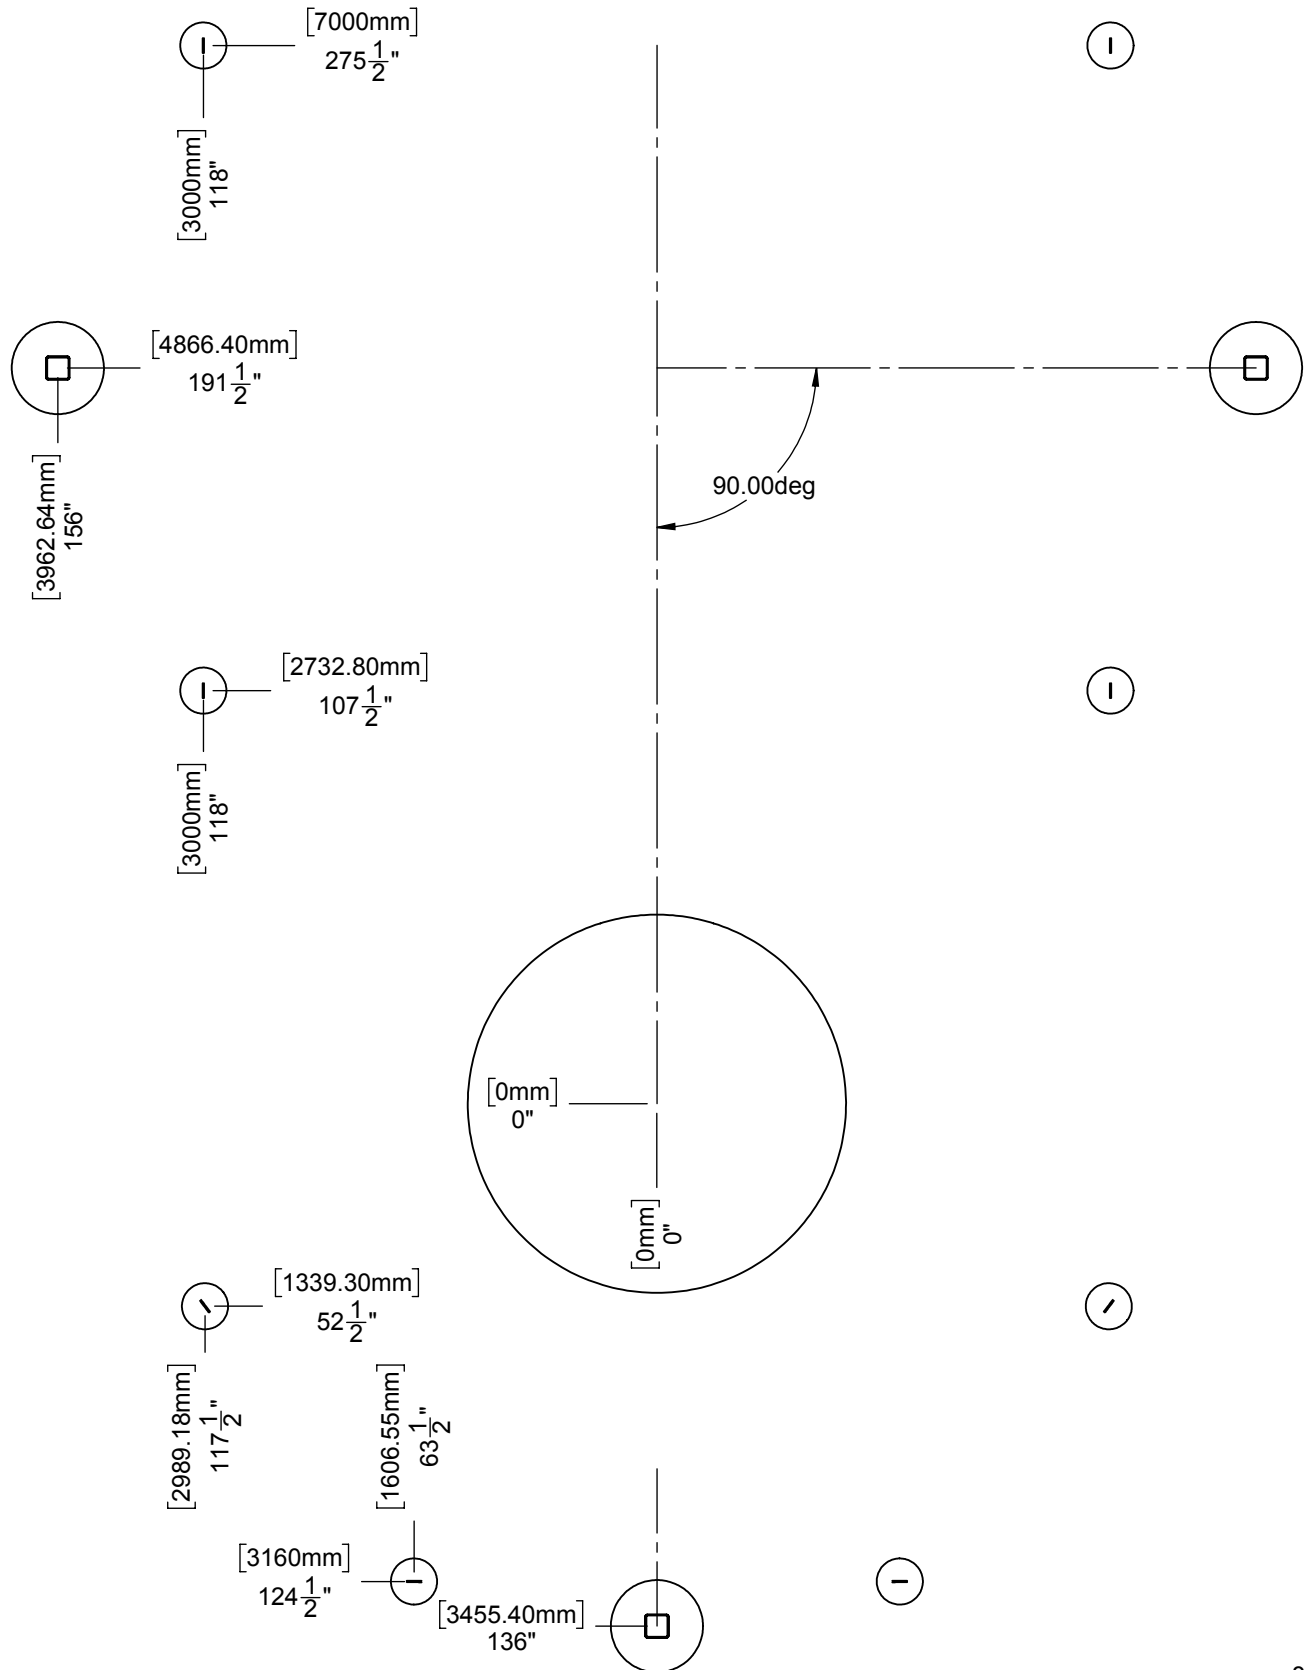 [7000mm]
275 1/2"
[3000mm]
118"
[4866.40mm]
191 1/2"
[3962.64mm]
156"
90.00deg
[2732.80mm]
107 1/2"
[3000mm]
118"
[0mm]
0"
[0mm]
0"
[1339.30mm]
52 1/2"
[2989.18mm]
117 1/2"
[1606.55mm]
63 1/2"
[3160mm]
124 1/2"
[3455.40mm]
136"